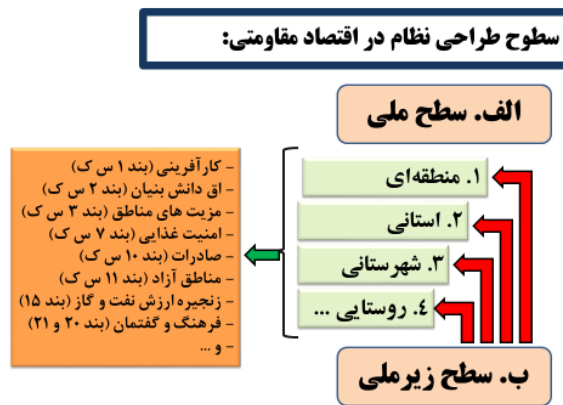 سطوح طراحی نظام در اقتصاد مقاومتی:
الف. سطح ملی
۱. منطقه‌ای
۲. استانی
۳. شهرستانی
۴. روستایی ...
ب. سطح زیرملی
- کارآفرینی (بند ۱ س ک)
- اق دانش بنیان (بند ۲ س ک)
- مزیت های مناطق (بند ۳ س ک)
- امنیت غذایی (بند ۷ س ک)
- صادرات (بند ۱۰ س ک)
- مناطق آزاد (بند ۱۱ س ک)
- زنجیره ارزش نفت و گاز (بند ۱۵)
- فرهنگ و گفتمان (بند ۲۰ و ۲۱)
- و ...